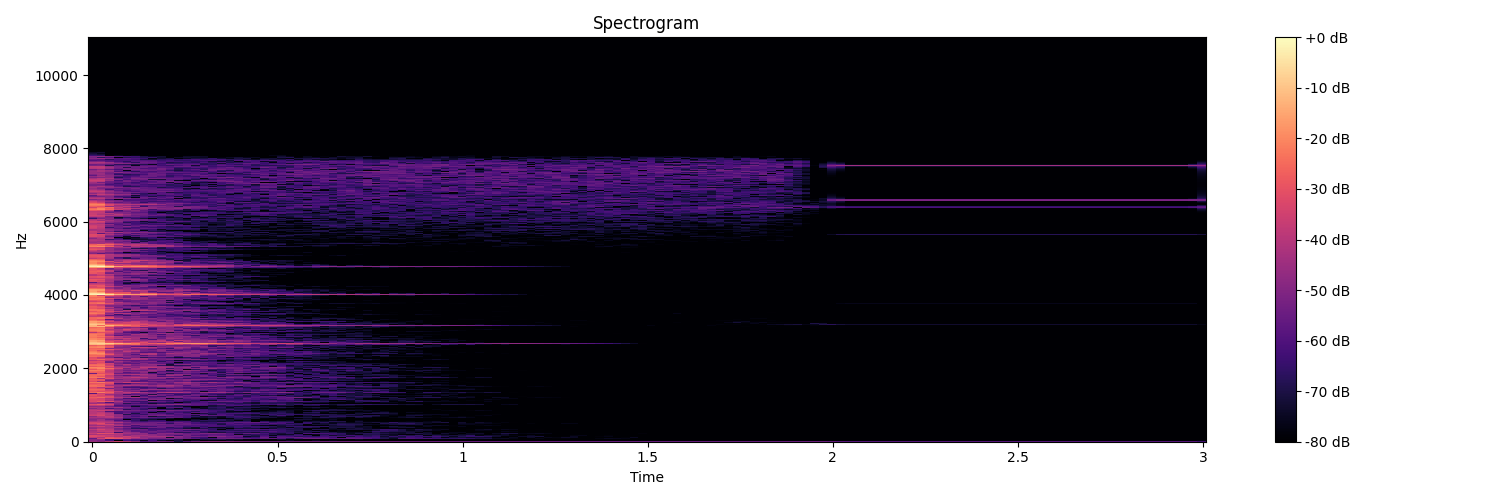 Spectrogram
Hz
10000
8000
6000
4000
2000
0
0 0.5 1 1.5 2 2.5 3
Time
+0 dB
-10 dB
-20 dB
-30 dB
-40 dB
-50 dB
-60 dB
-70 dB
-80 dB